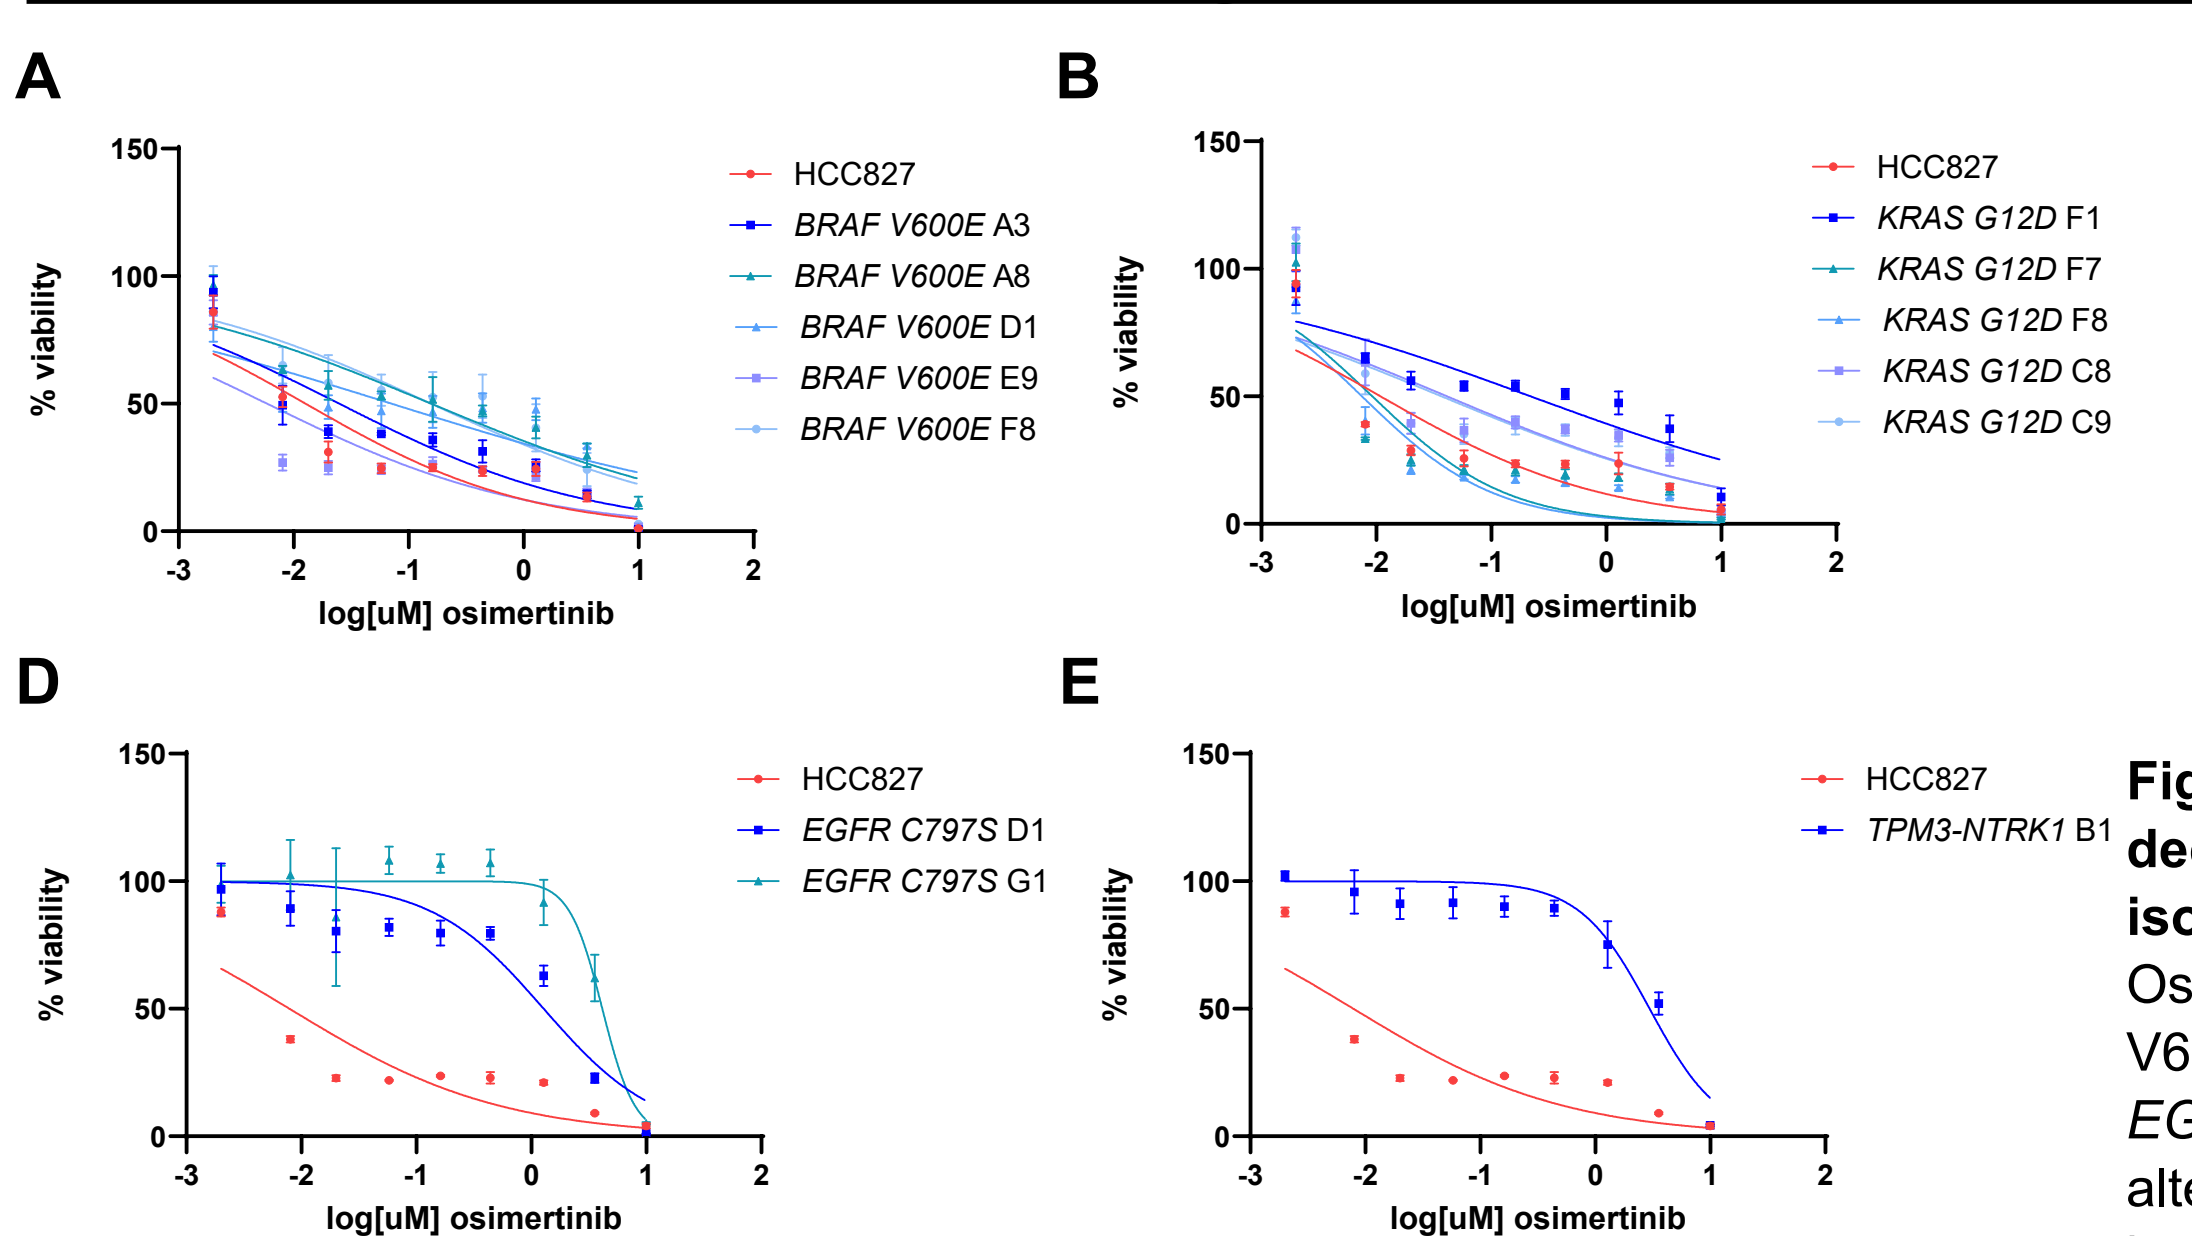 A
150
100
50
0
-3
-2
-1
0
1
2
% viability
log[uM] osimertinib
HCC827
BRAF V600E A3
BRAF V600E A8
BRAF V600E D1
BRAF V600E E9
BRAF V600E F8
B
150
100
50
0
-3
-2
-1
0
1
2
% viability
log[uM] osimertinib
HCC827
KRAS G12D F1
KRAS G12D F7
KRAS G12D F8
KRAS G12D C8
KRAS G12D C9
D
150
100
50
0
-3
-2
-1
0
1
2
% viability
log[uM] osimertinib
HCC827
EGFR C797S D1
EGFR C797S G1
E
150
100
50
0
-3
-2
-1
0
1
2
% viability
log[uM] osimertinib
HCC827
TPM3-NTRK1 B1
Fig
iso
Os
V6
alte